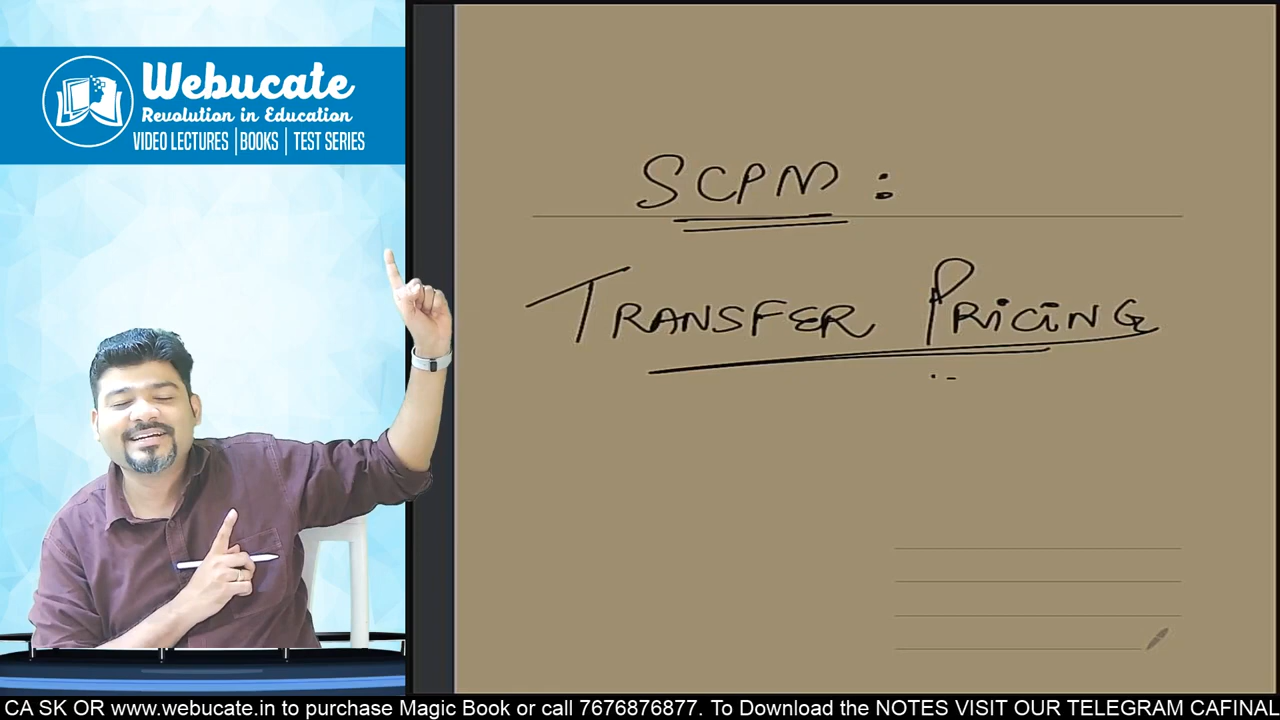 Webucate
Revolution in Education
VIDEO LECTURES | BOOKS | TEST SERIES
SCPM :
TRANSFER PRICING
CA SK OR www.webucate.in to purchase Magic Book or call 7676876877. To Download the NOTES VISIT OUR TELEGRAM CAFINAL